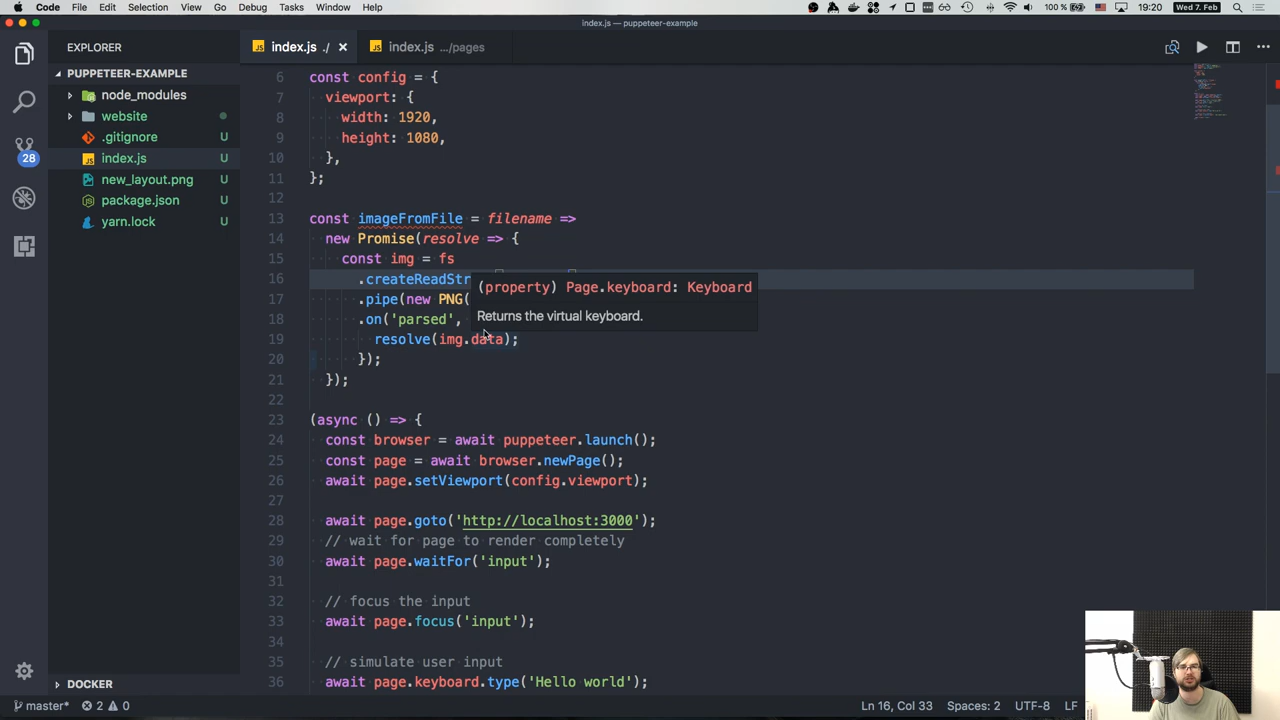 Code File Edit Selection View Go Debug Tasks Window Help 100 % 19:20 Wed 7. Feb
index.js — puppeteer-example
EXPLORER
JS index.js ./ ×
JS index.js .../pages
PUPPETEER-EXAMPLE
node_modules
website
.gitignore U
JS index.js U
new_layout.png U
package.json U
yarn.lock U
28
6 const config = {
7 viewport: {
8 width: 1920,
9 height: 1080,
10 },
11 };
12
13 const imageFromFile = filename =>
14 new Promise(resolve => {
15 const img = fs
16 .createReadStr
17 .pipe(new PNG(
18 .on('parsed',
19 resolve(img.data);
20 });
21 });
22
23 (async () => {
24 const browser = await puppeteer.launch();
25 const page = await browser.newPage();
26 await page.setViewport(config.viewport);
27
28 await page.goto('http://localhost:3000');
29 // wait for page to render completely
30 await page.waitFor('input');
31
32 // focus the input
33 await page.focus('input');
34
35 // simulate user input
36 await page.keyboard.type('Hello world');
(property) Page.keyboard: Keyboard
Returns the virtual keyboard.
DOCKER
master* 2 0 Ln 16, Col 33 Spaces: 2 UTF-8 LF